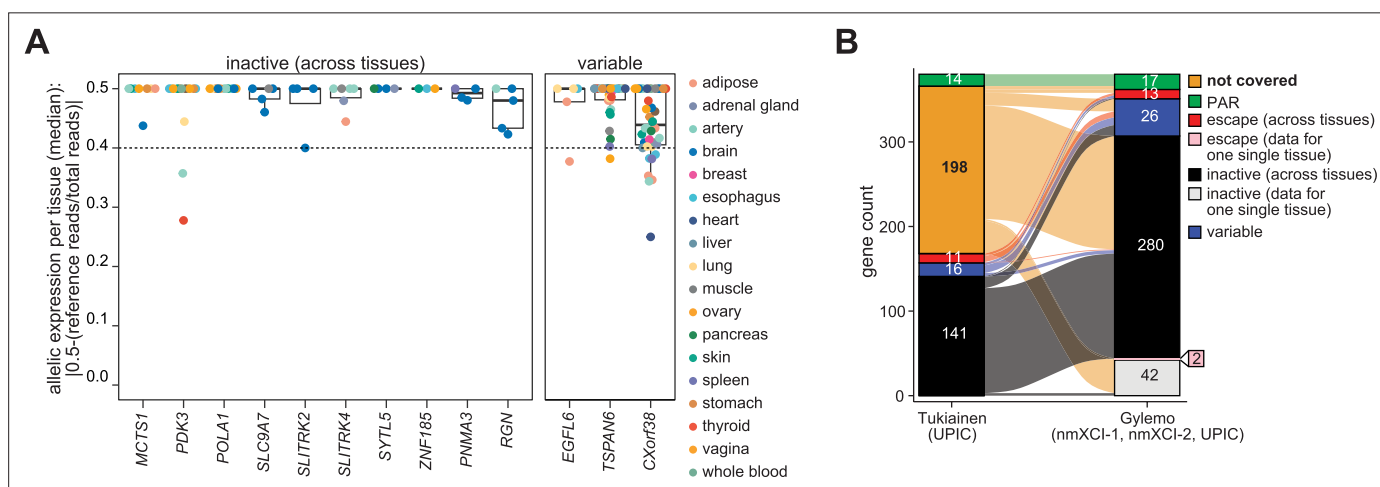 A
inactive (across tissues)
variable
allelic expression per tissue (median):
|0.5-(reference reads/total reads)|
0.5
0.4
0.3
0.2
0.1
0.0
MCTS1
PDK3
POLA1
SLC9A7
SLITRK2
SLITRK4
SYTL5
ZNF185
PNMA3
RGN
EGFL6
TSPAN6
CXorf38
adipose
adrenal gland
artery
brain
breast
esophagus
heart
liver
lung
muscle
ovary
pancreas
skin
spleen
stomach
thyroid
vagina
whole blood
B
gene count
300
200
100
0
14
198
11
16
141
17
13
26
280
2
42
Tukiainen
(UPIC)
Gylemo
(nmXCI-1, nmXCI-2, UPIC)
not covered
PAR
escape (across tissues)
escape (data for
one single tissue)
inactive (across tissues)
inactive (data for
one single tissue)
variable